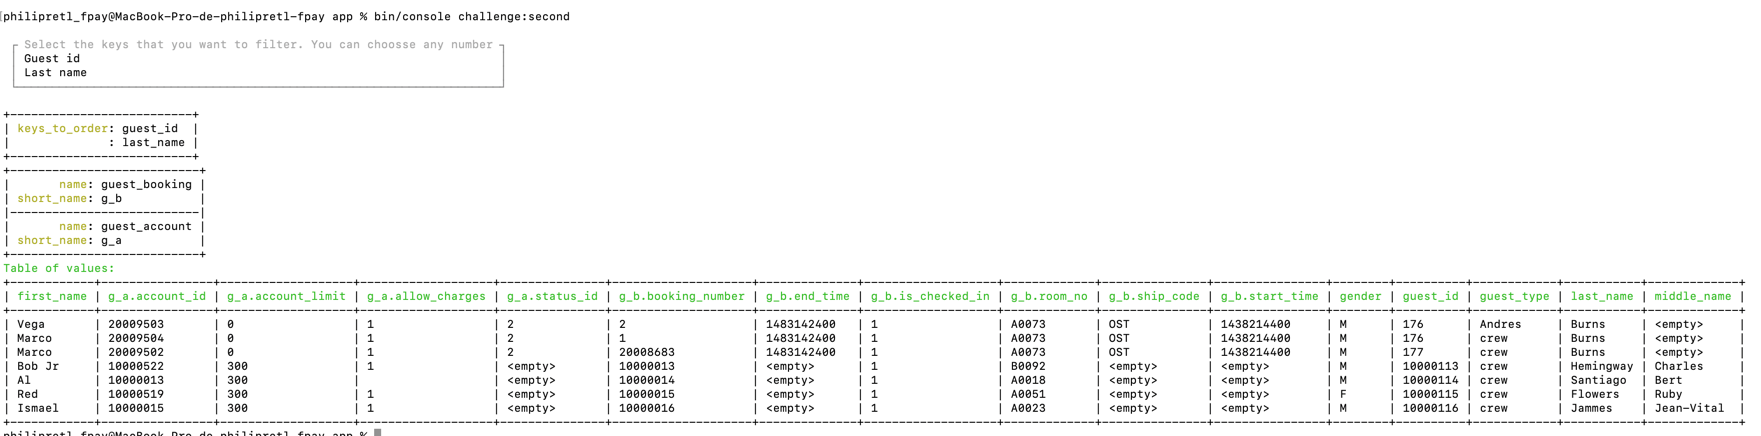 philipretl_fpay@MacBook-Pro-de-philipretl-fpay app % bin/console challenge:second
Select the keys that you want to filter. You can choosse any number
Guest id
Last name
+--------------------------+
| keys_to_order: guest_id |
| : last_name |
+--------------------------+
+---------------------------+
| name: guest_booking |
| short_name: g_b |
|---------------------------|
| name: guest_account |
| short_name: g_a |
+---------------------------+
Table of values:
| first_name | g_a.account_id | g_a.account_limit | g_a.allow_charges | g_a.status_id | g_b.booking_number | g_b.end_time | g_b.is_checked_in | g_b.room_no | g_b.ship_code | g_b.start_time | gender | guest_id | guest_type | last_name | middle_name |
| Vega | 20009503 | 0 | 1 | 2 | 2 | 1483142400 | 1 | A0073 | OST | 1438214400 | M | 176 | Andres | Burns | <empty> |
| Marco | 20009504 | 0 | 1 | 2 | 1 | 1483142400 | 1 | A0073 | OST | 1438214400 | M | 176 | crew | Burns | <empty> |
| Marco | 20009502 | 0 | 1 | 2 | 20008683 | 1483142400 | 1 | A0073 | OST | 1438214400 | M | 177 | crew | Burns | <empty> |
| Bob Jr | 10000522 | 300 | 1 | <empty> | 10000013 | <empty> | 1 | B0092 | <empty> | <empty> | M | 10000113 | crew | Hemingway | Charles |
| Al | 10000013 | 300 | | <empty> | 10000014 | <empty> | 1 | A0018 | <empty> | <empty> | M | 10000114 | crew | Santiago | Bert |
| Red | 10000519 | 300 | 1 | <empty> | 10000015 | <empty> | 1 | A0051 | <empty> | <empty> | F | 10000115 | crew | Flowers | Ruby |
| Ismael | 10000015 | 300 | 1 | <empty> | 10000016 | <empty> | 1 | A0023 | <empty> | <empty> | M | 10000116 | crew | Jammes | Jean-Vital |
philipretl_fpay@MacBook-Pro-de-philipretl-fpay app %